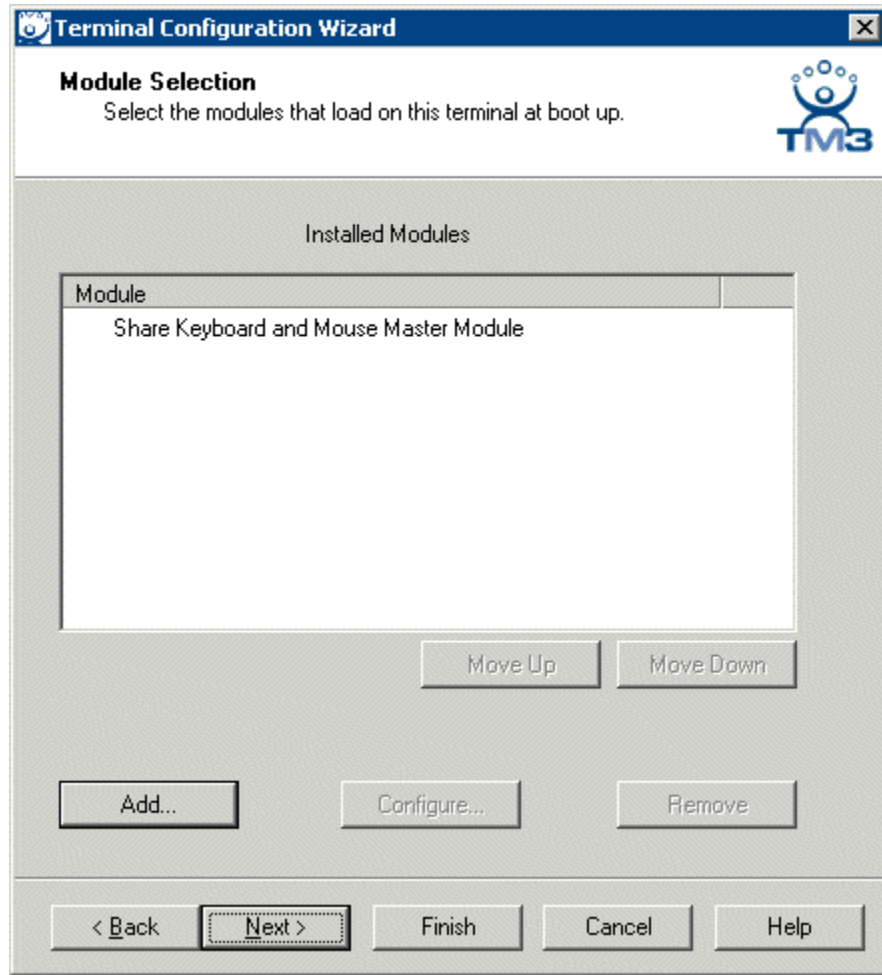 Terminal Configuration Wizard
Module Selection
Select the modules that load on this terminal at boot up.
TM3
Installed Modules
Module
Share Keyboard and Mouse Master Module
Move Up
Move Down
Add...
Configure...
Remove
< Back
Next >
Finish
Cancel
Help